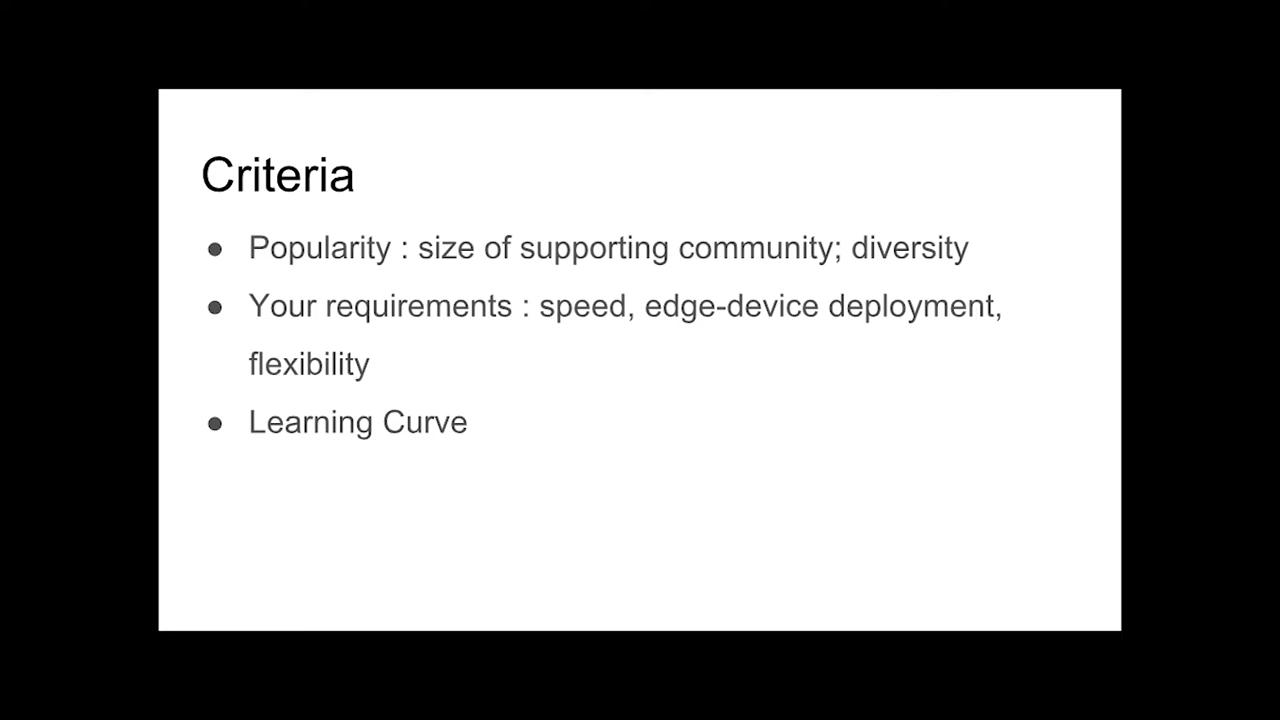 Criteria
● Popularity : size of supporting community; diversity
● Your requirements : speed, edge-device deployment,
flexibility
● Learning Curve